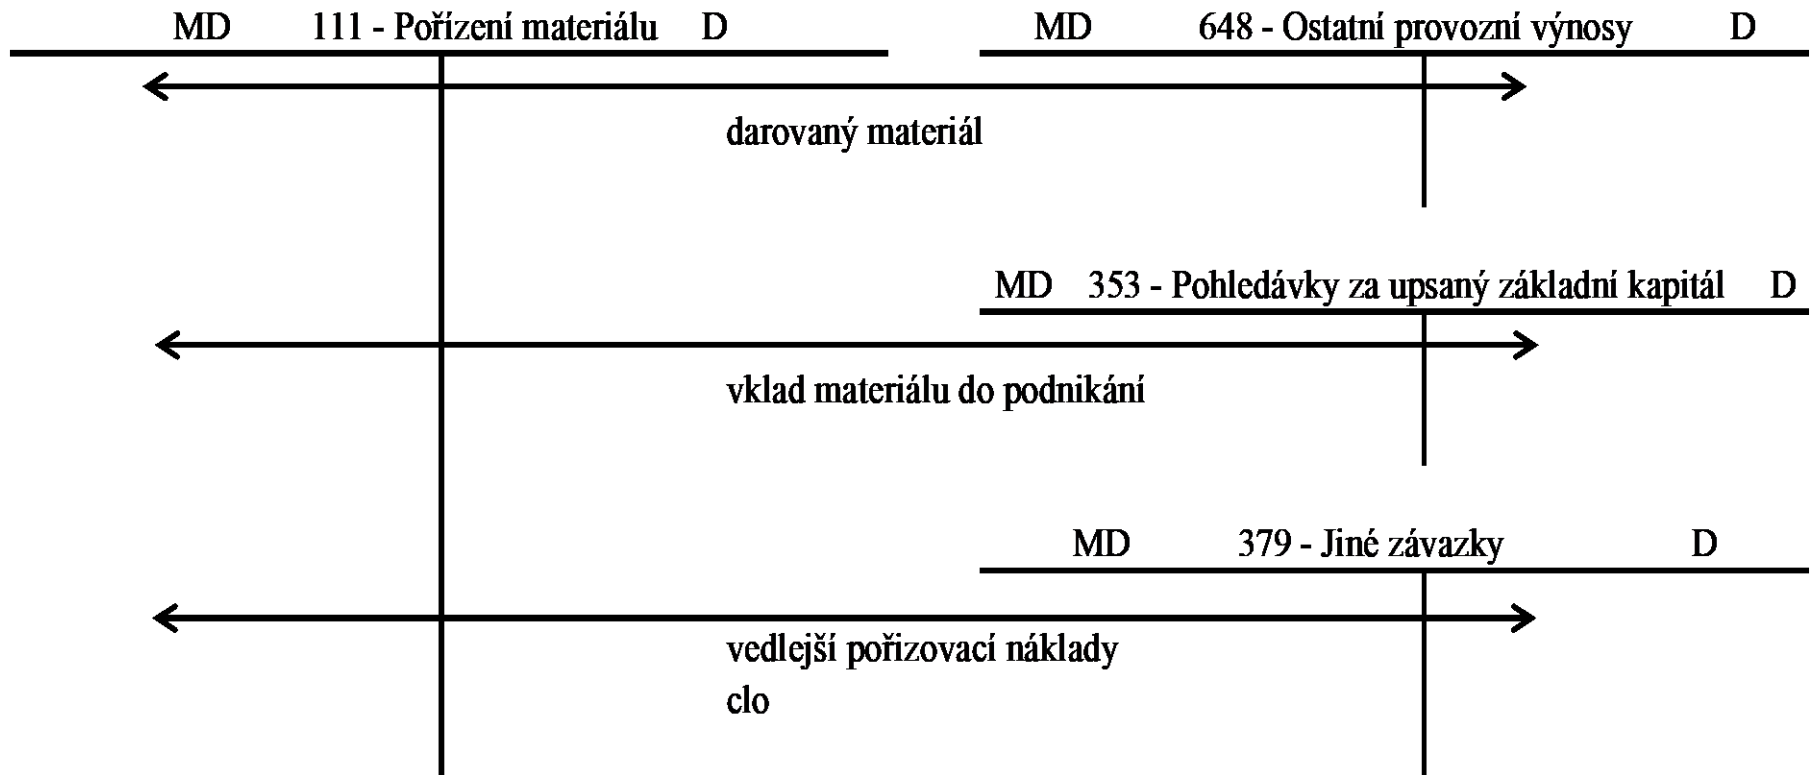 MD 111 - Pořízení materiálu D MD 648 - Ostatní provozní výnosy D
darovaný materiál
MD 353 - Pohledávky za upsaný základní kapitál D
vklad materiálu do podnikání
MD 379 - Jiné závazky D
vedlejší pořizovací náklady
clo